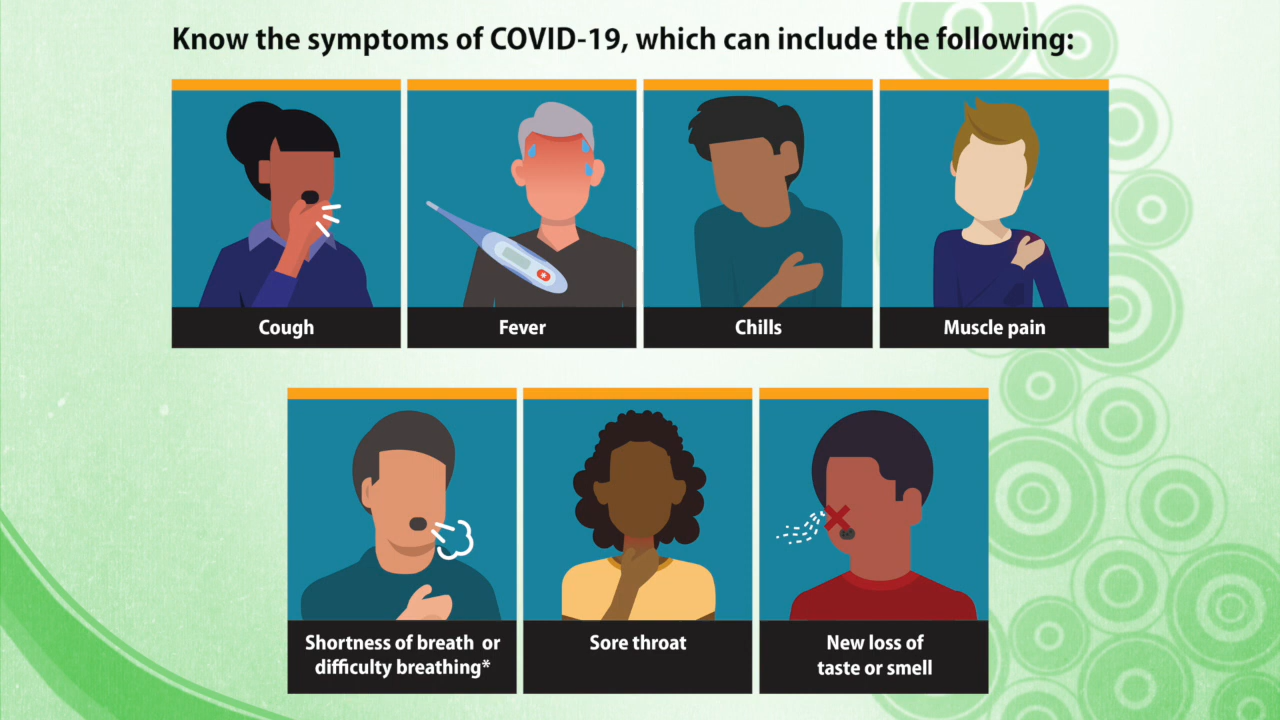 Know the symptoms of COVID-19, which can include the following:
Cough
Fever
Chills
Muscle pain
Shortness of breath or
difficulty breathing*
Sore throat
New loss of
taste or smell